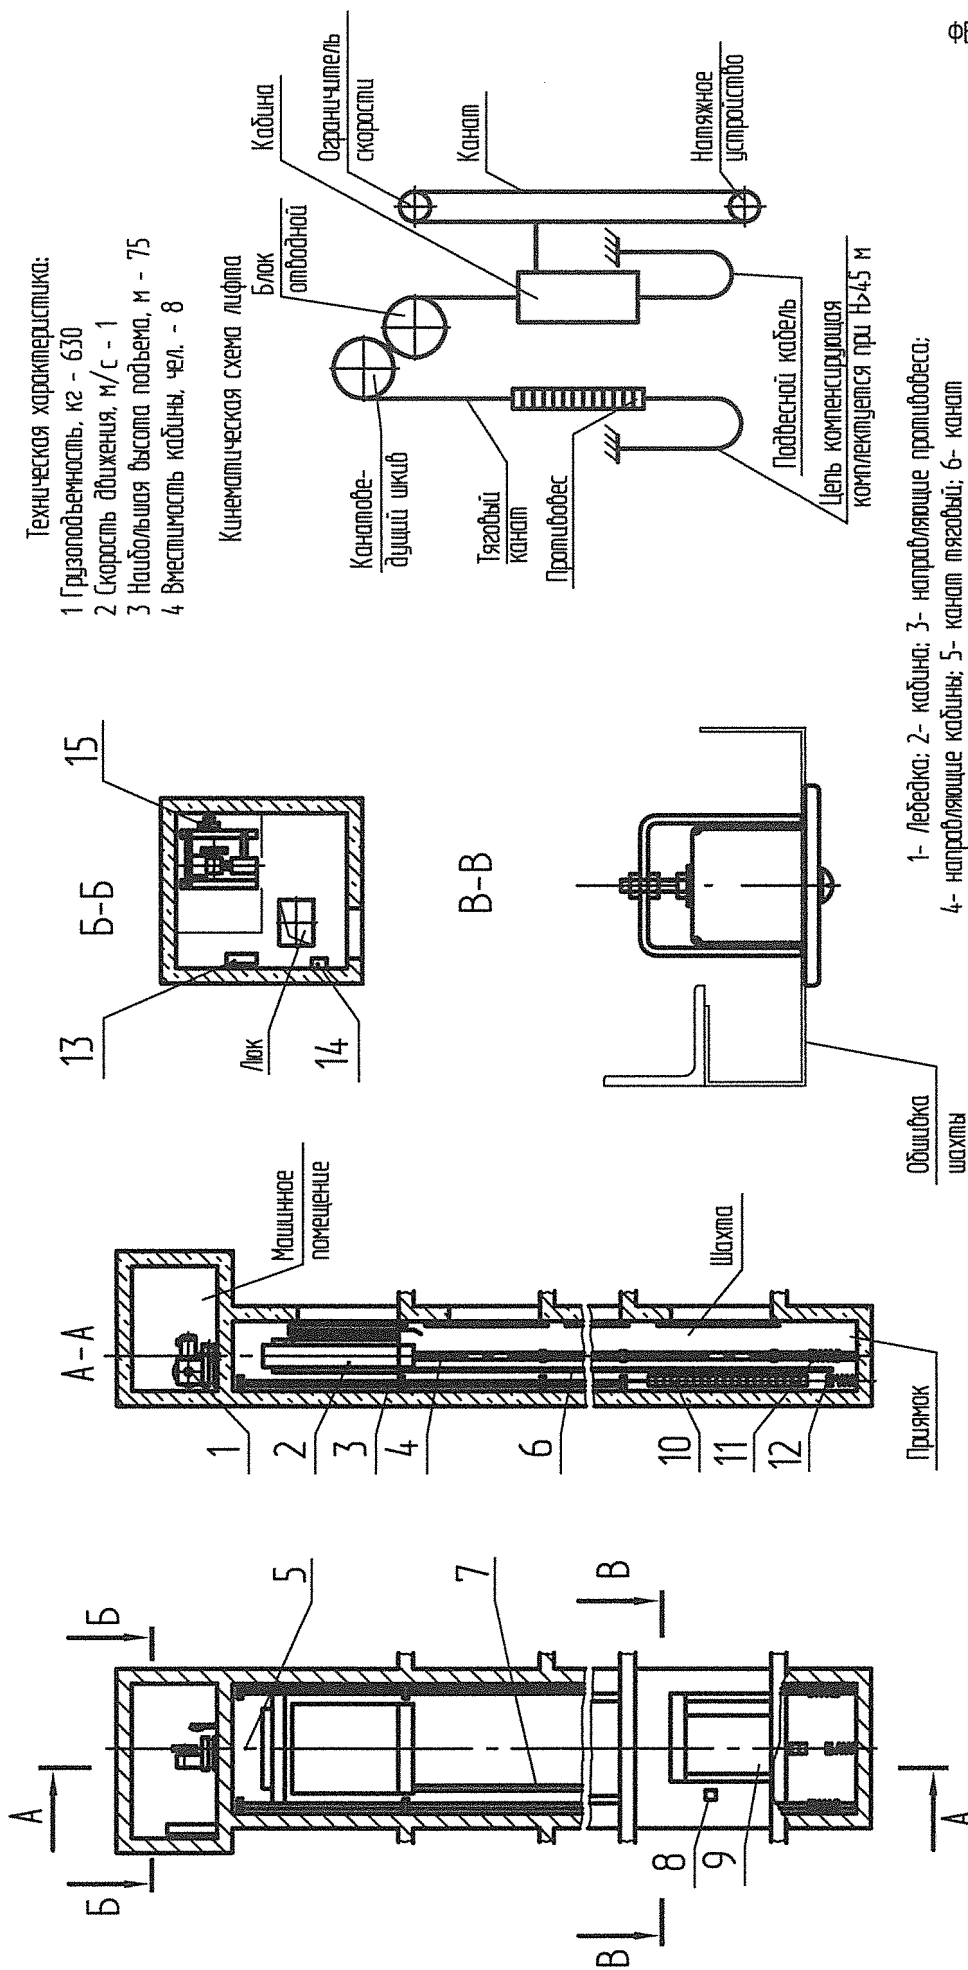 Техническая характеристика:
1 Грузоподъемность, кг - 630
2 Скорость движения, м/с - 1
3 Наибольшая высота подъема, м - 75
4 Вместимость кабины, чел. - 8
Кинематическая схема лифта
Блок
отводной
Кабина
Ограничитель
скорости
Канатове-
дущий шкив
Тяговый
канат
Противовес
Канат
Натяжное
устройство
Подвесной кабель
Цепь компенсирующая
комплектуется при H>45 м
Б-Б
13
15
Люк
14
В-В
Обшивка
шахты
А-А
Машинное
помещение
Шахта
Приямок
1
2
3
4
6
10
11
12
А
А
Б
Б
В
В
5
7
8
9
1- Лебедка; 2- кабина; 3- направляющие противовеса;
4- направляющие кабины; 5- канат тяговый; 6- канат